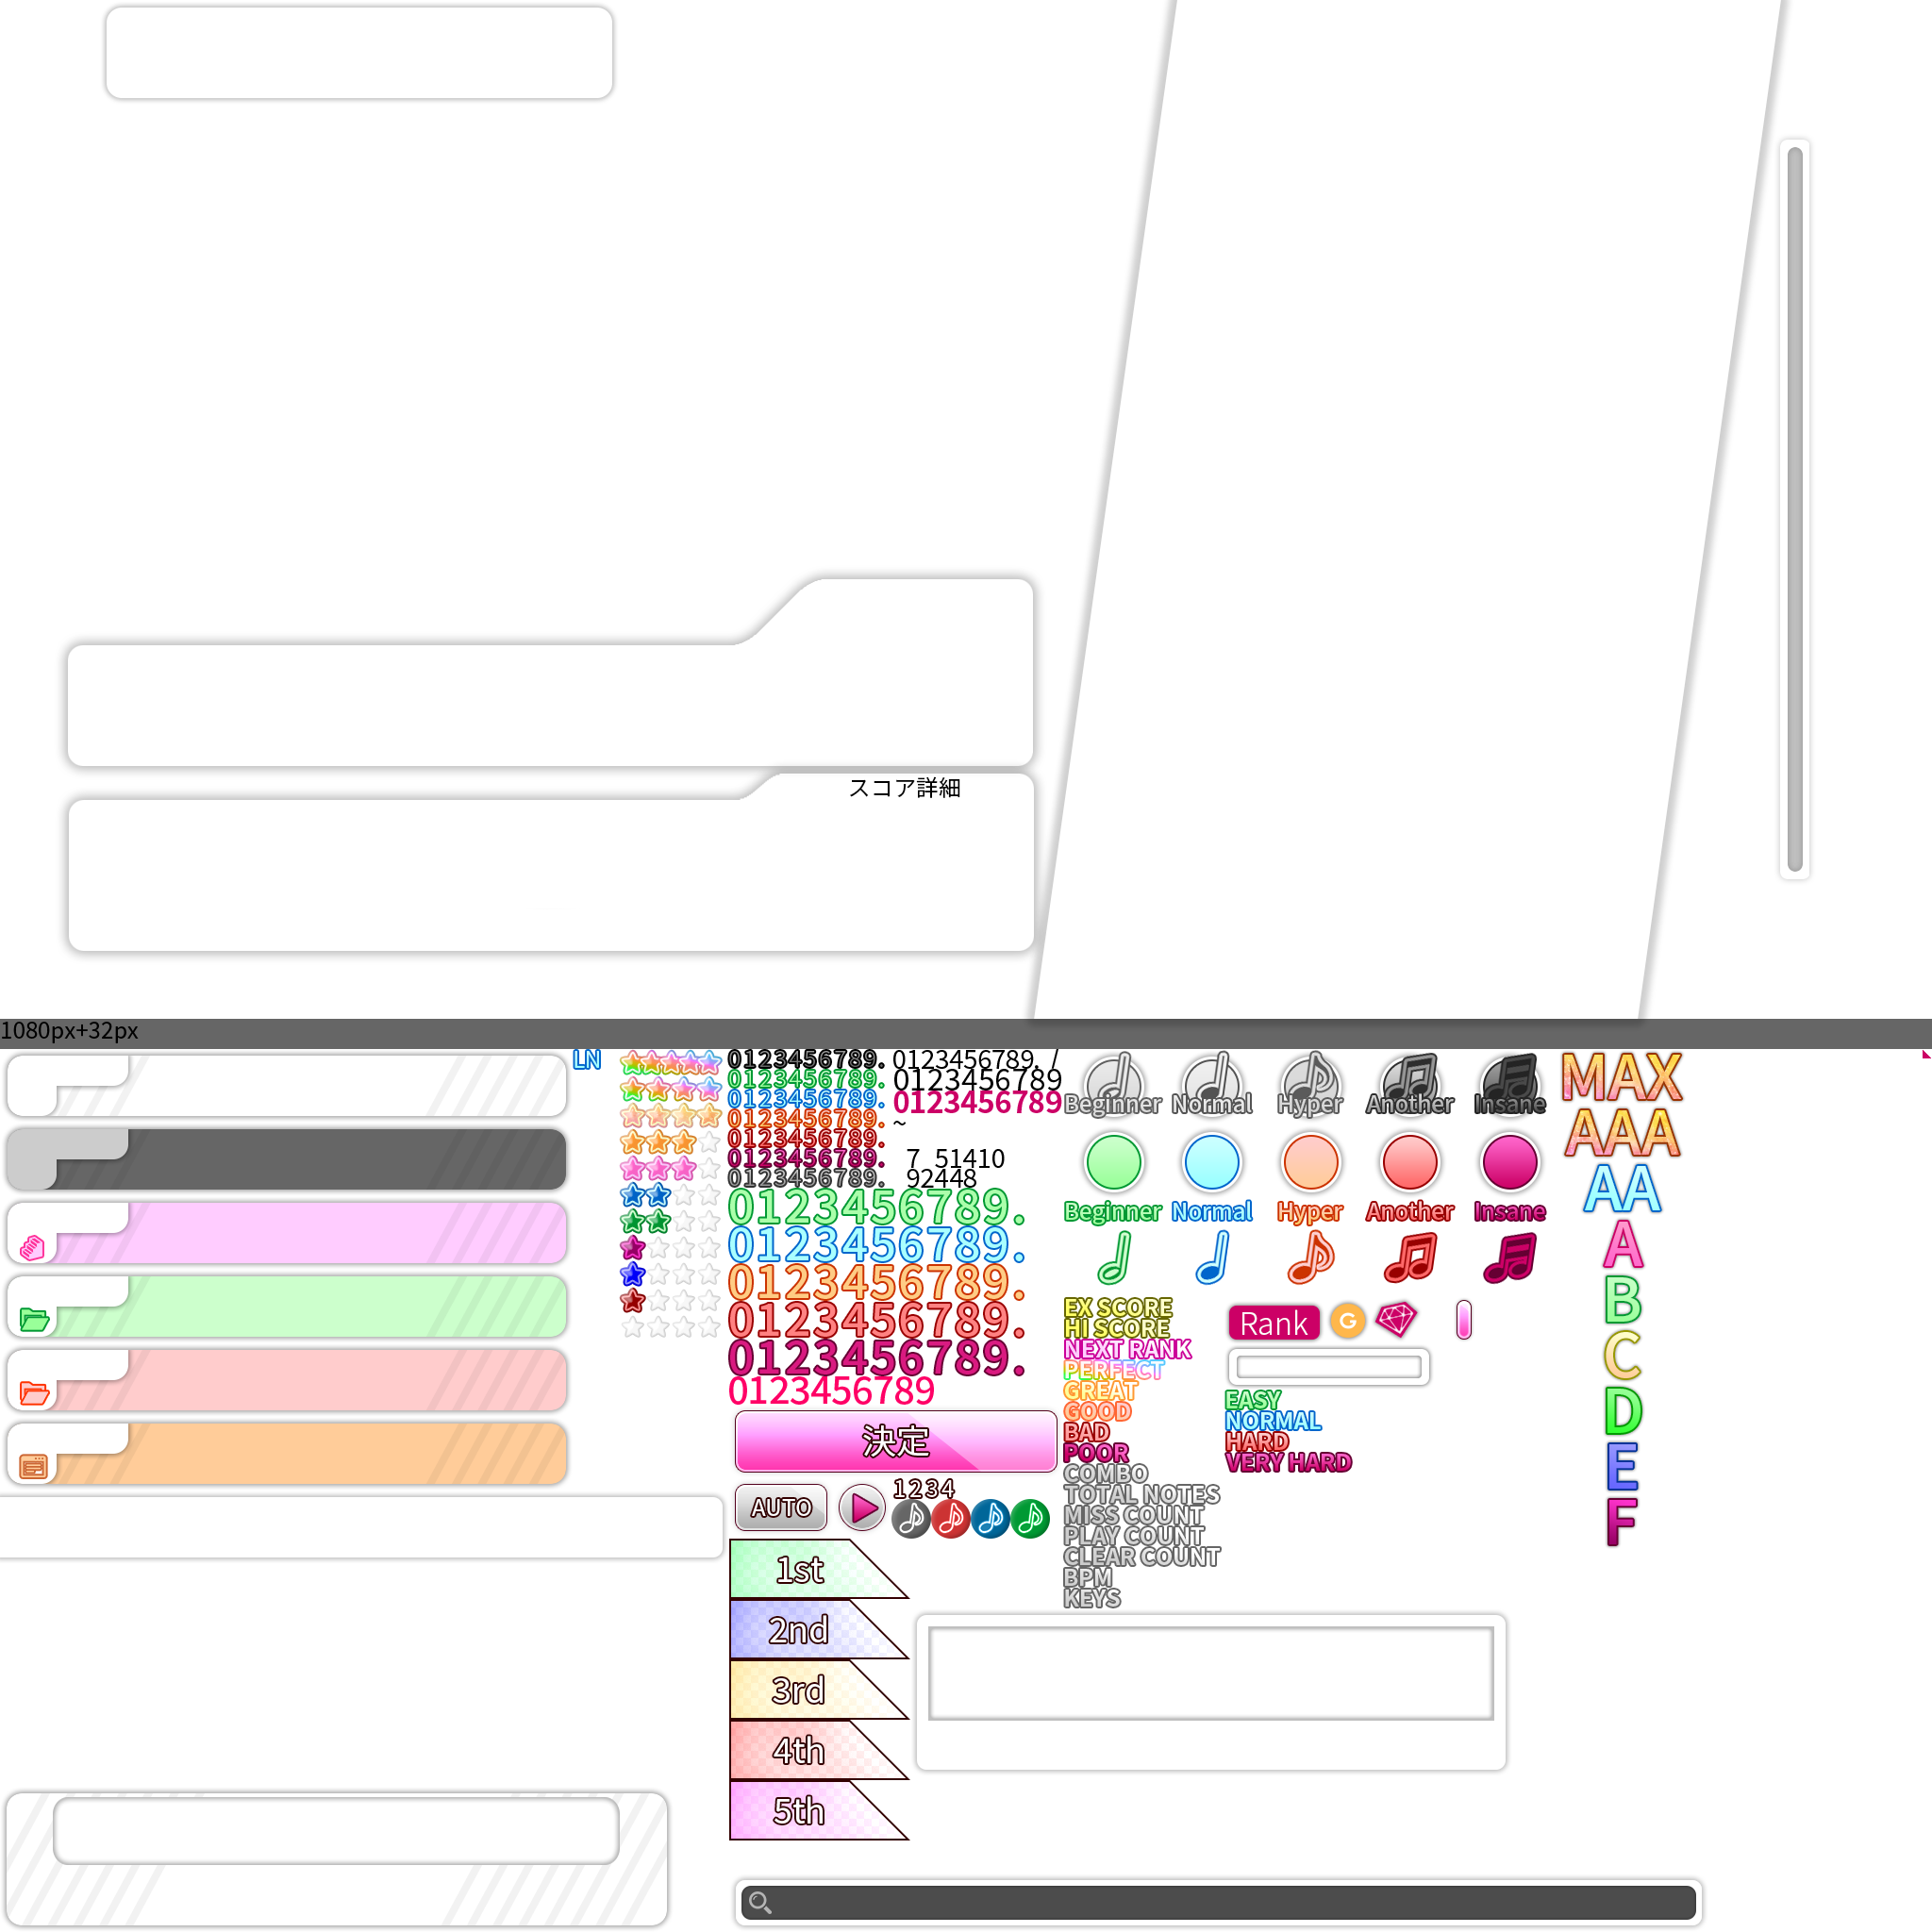 スコア詳細
1080px+32px
LN
0123456789.
0123456789.
0123456789.
0123456789.
0123456789.
0123456789.
0123456789.
0123456789. /
0123456789
0123456789
~
7 51410
92448
0123456789.
0123456789.
0123456789.
0123456789.
0123456789.
0123456789
決定
AUTO
1234
1st
2nd
3rd
4th
5th
Beginner Normal Hyper Another Insane
Beginner Normal Hyper Another Insane
EX SCORE
HI SCORE
NEXT RANK
PERFECT
GREAT
GOOD
BAD
POOR
COMBO
TOTAL NOTES
MISS COUNT
PLAY COUNT
CLEAR COUNT
BPM
KEYS
Rank G
EASY
NORMAL
HARD
VERY HARD
MAX
AAA
AA
A
B
C
D
E
F